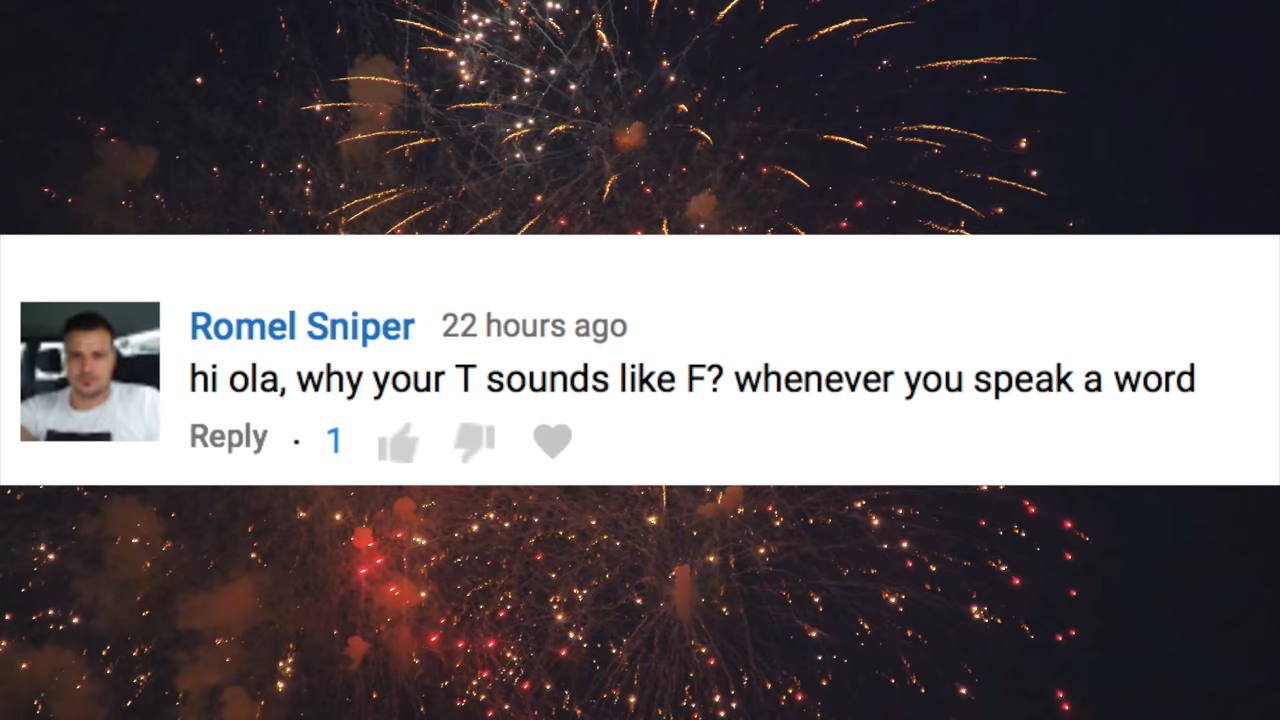 Romel Sniper 22 hours ago
hi ola, why your T sounds like F? whenever you speak a word
Reply · 1